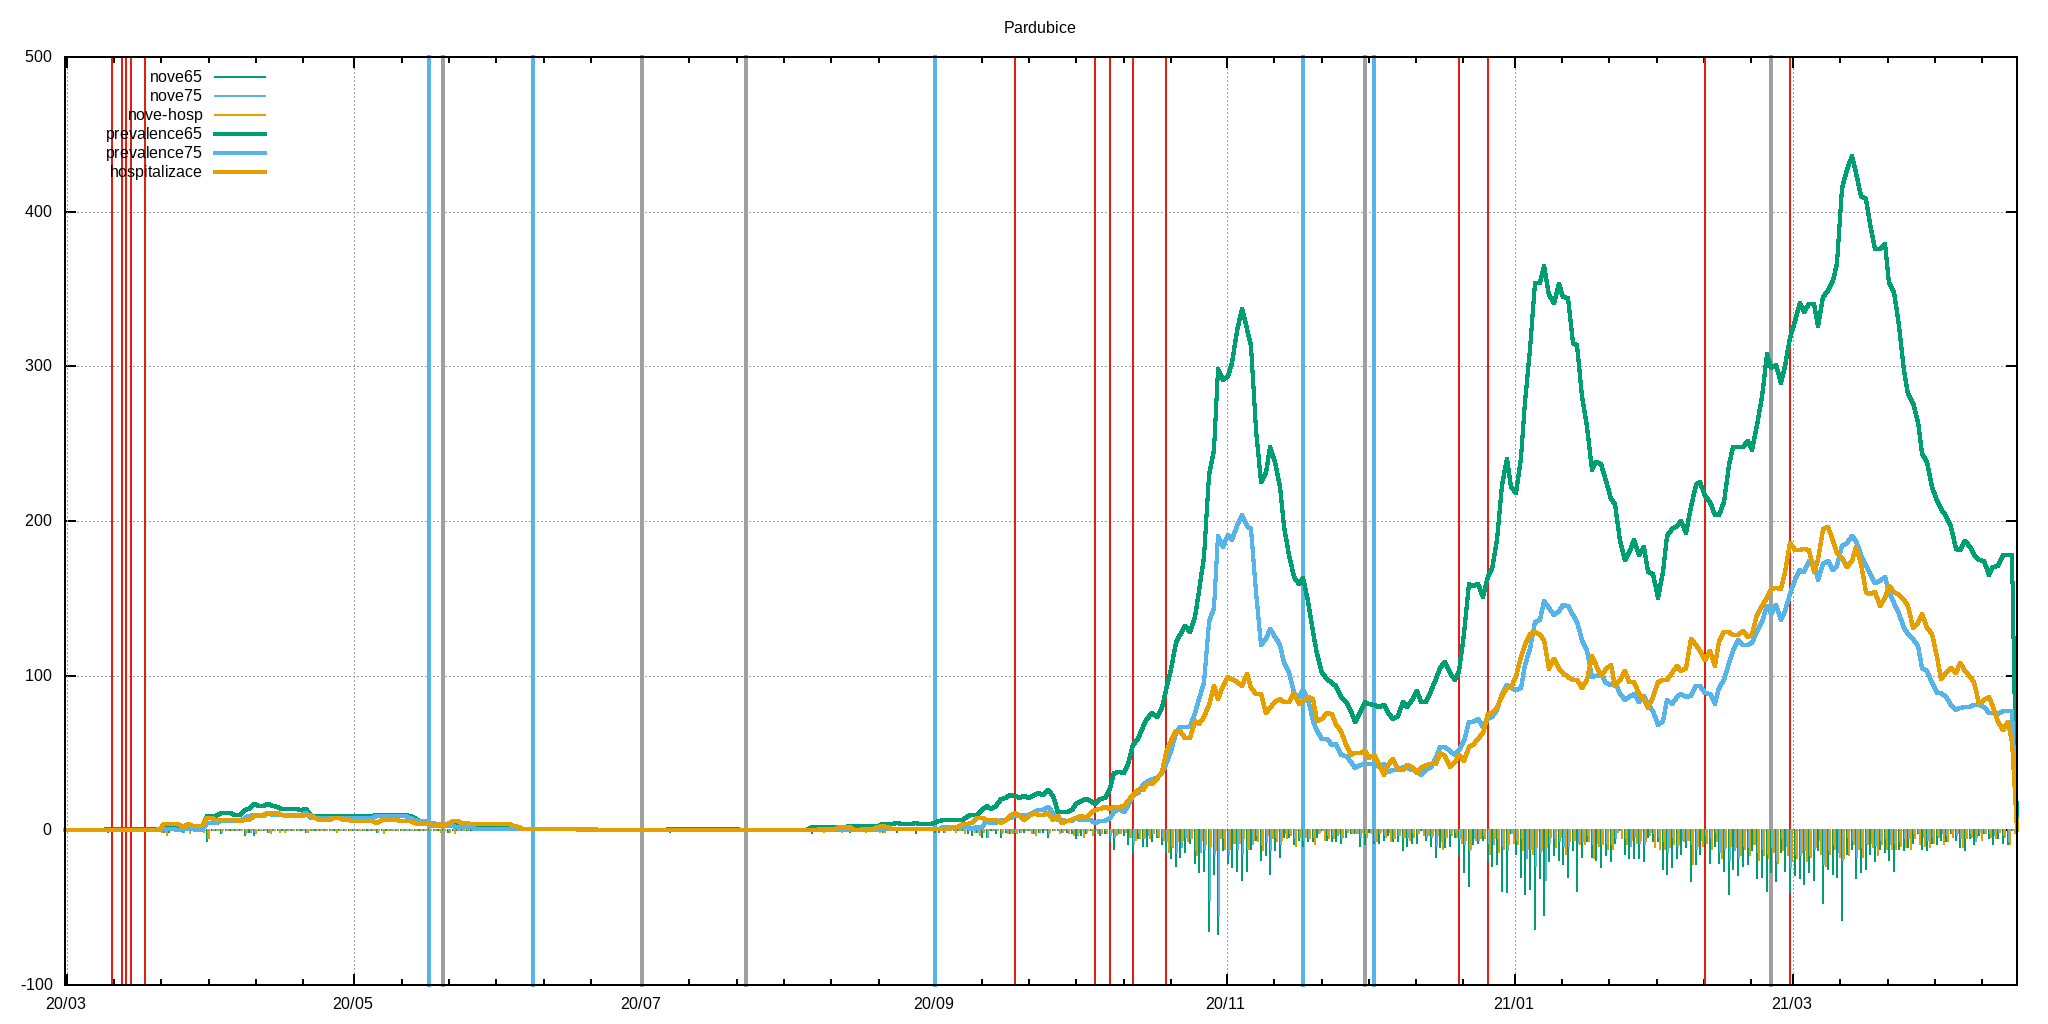 Pardubice
500
400
300
200
100
0
-100
nove65
nove75
nove-hosp
prevalence65
prevalence75
hospitalizace
20/03 20/05 20/07 20/09 20/11 21/01 21/03